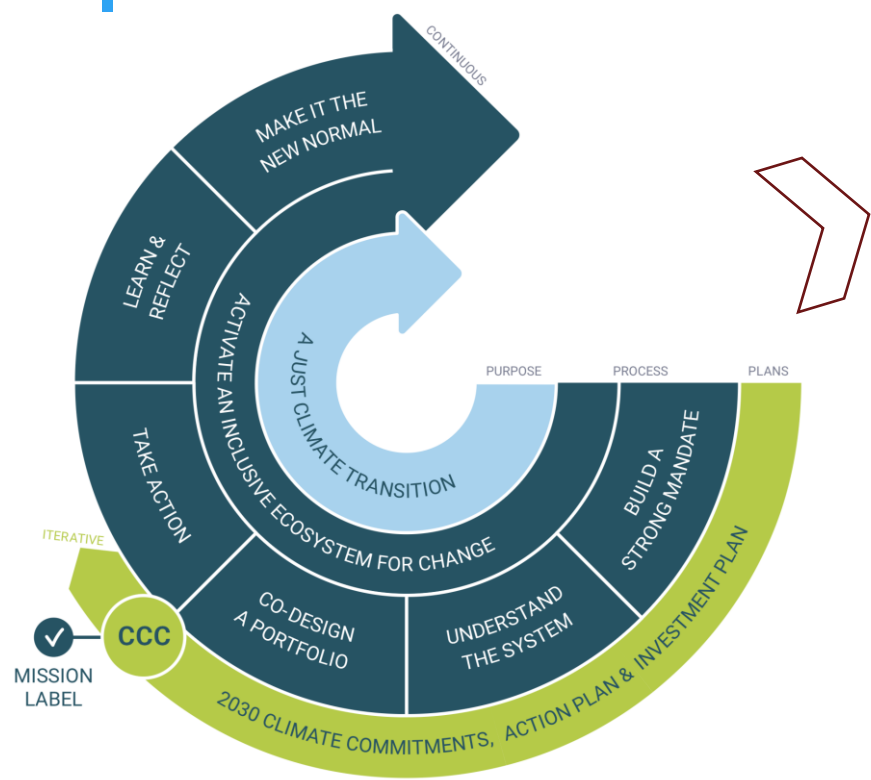 CONTINUOUS
MAKE IT THE
NEW NORMAL
LEARN &
REFLECT
ACTIVATE AN INCLUSIVE ECOSYSTEM FOR CHANGE
A JUST CLIMATE TRANSITION
PURPOSE
PROCESS
PLANS
BUILD A
STRONG MANDATE
TAKE ACTION
UNDERSTAND
THE SYSTEM
CO-DESIGN
A PORTFOLIO
ITERATIVE
CCC
MISSION
LABEL
2030 CLIMATE COMMITMENTS, ACTION PLAN & INVESTMENT PLAN